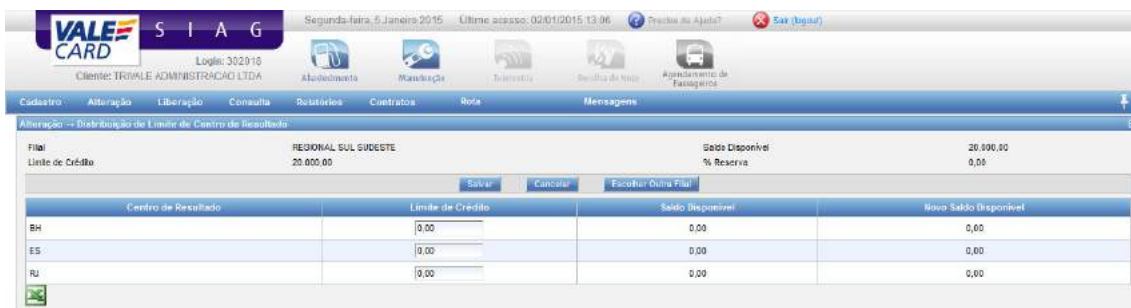 VALE CARD
S I A G
Segunda-feira, 5 Janeiro 2015 Último acesso: 02/01/2015 13:06 Precisa de Ajuda? Sair (logout)
Login: 302018
Cliente: TRIVALE ADMINISTRACAO LTDA
Abastecimento Manutenção Telemetria Agendamento de Passageiros
Cadastro Alteração Liberação Consulta Relatórios Contratos Rota Mensagens
Alteração -- Distribuição de Limite de Centro de Resultado
Filial REGIONAL SUL SUDESTE Saldo Disponível 20.000,00
Limite de Crédito 20.000,00 % Reserva 0,00
Salvar Cancelar Escolher Outra Filial
Centro de Resultado Limite de Crédito Saldo Disponível Novo Saldo Disponível
BH 0,00 0,00 0,00
ES 0,00 0,00 0,00
RJ 0,00 0,00 0,00